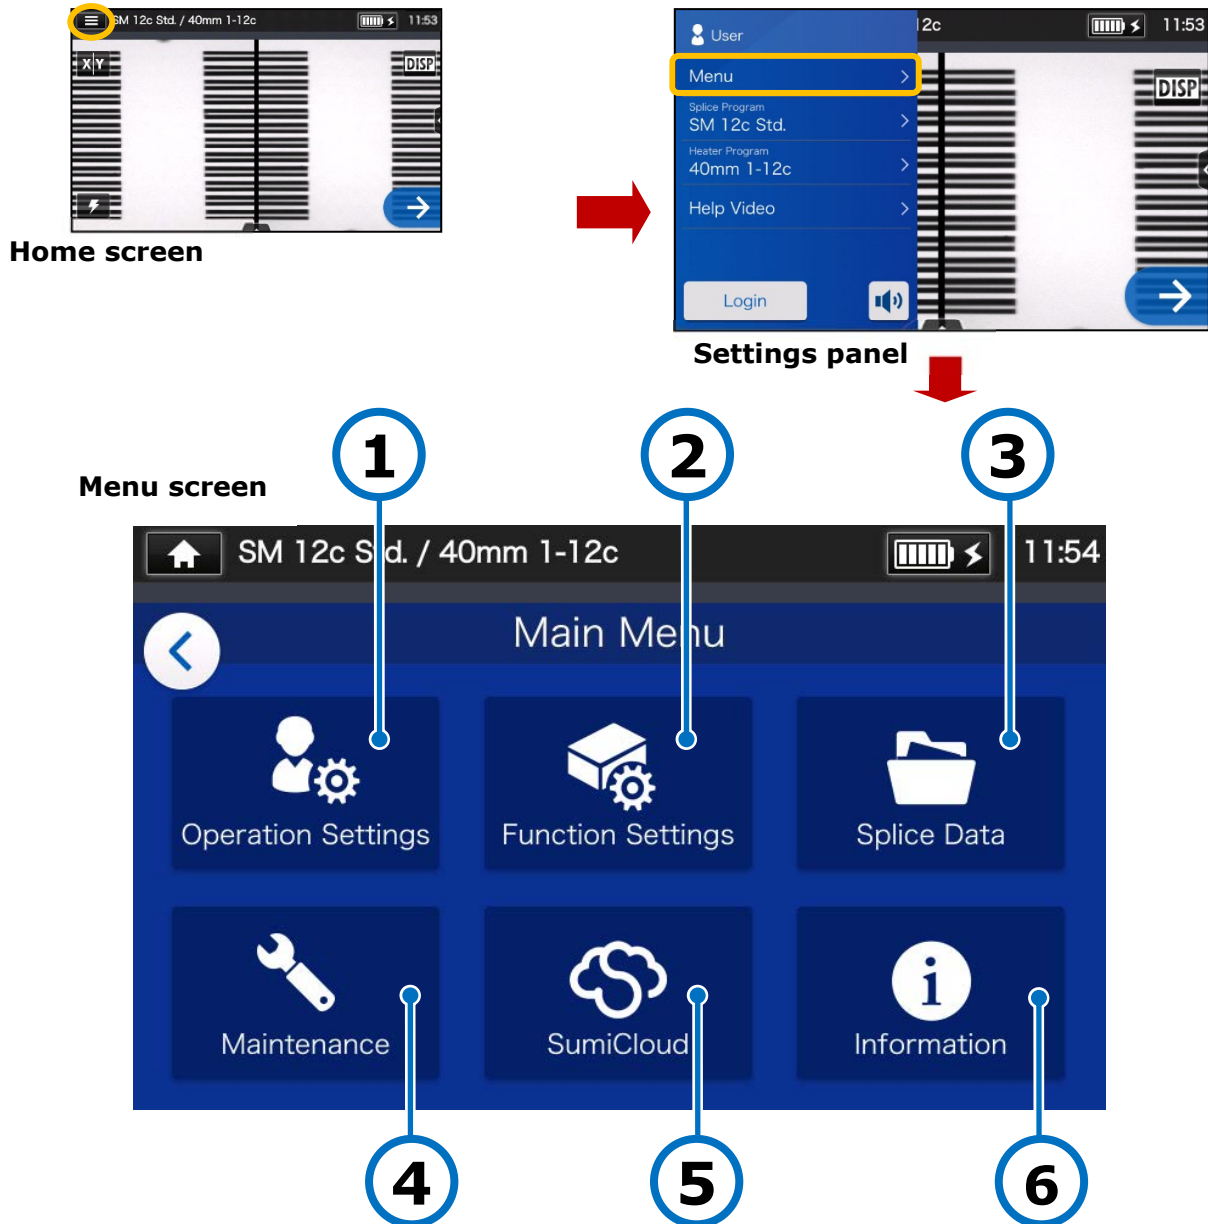 SM 12c Std. / 40mm 1-12c 11:53
X Y
DISP
Home screen
User
12c 11:53
Menu
DISP
Splice Program
SM 12c Std.
Heater Program
40mm 1-12c
Help Video
Login
Settings panel
1
2
3
Menu screen
SM 12c Std. / 40mm 1-12c 11:54
Main Menu
Operation Settings
Function Settings
Splice Data
Maintenance
SumiCloud
Information
4
5
6